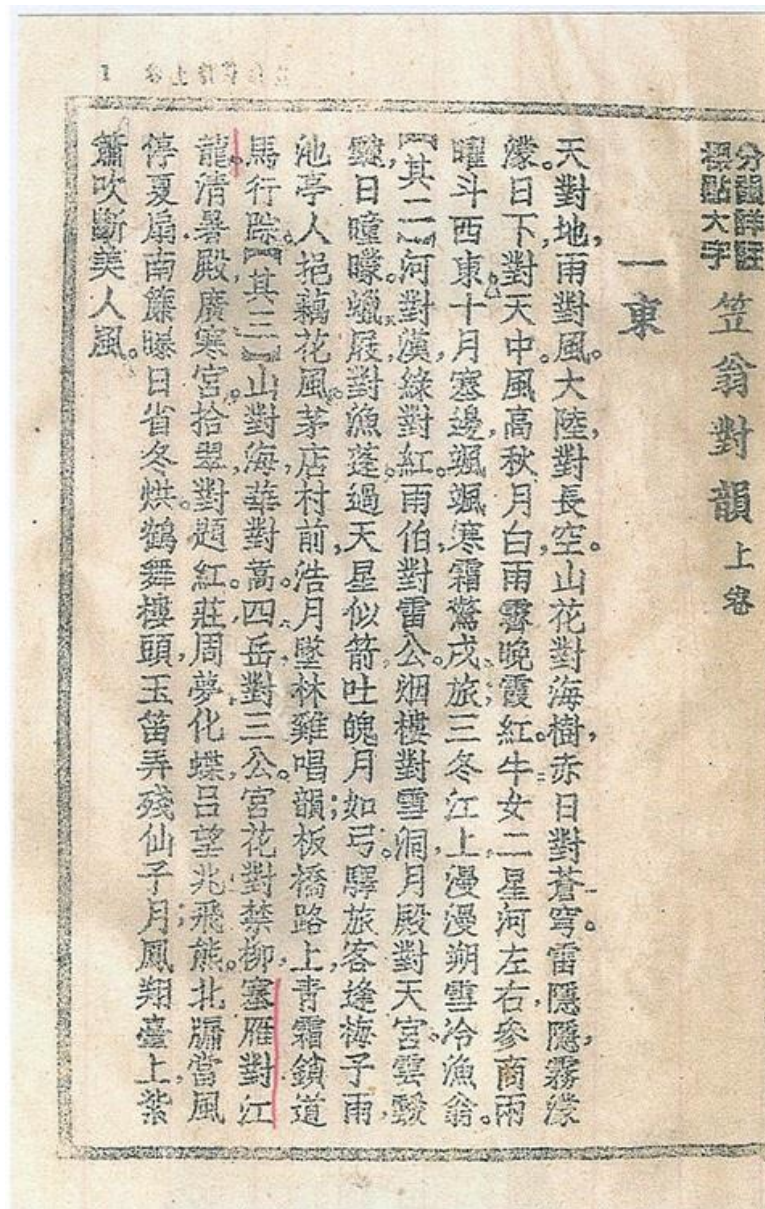 分韻詳註
標點大字
笠翁對韻 上卷
一東
天對地，雨對風。大陸對長空。山花對海樹，赤日對蒼穹。雷隱隱，霧濛
濛。日下對天中。風高秋月白，雨霽晚霞紅。牛女二星河左右，參商兩
曜斗西東。十月塞邊，颯颯寒霜驚戍旅；三冬江上，漫漫朔雪冷漁翁。
【其二】河對漢，綠對紅。雨伯對雷公。烟樓對雪洞，月殿對天宮。雲靉
靆，日曈曚。蠟屐對漁蓬。過天星似箭，吐魄月如弓。驛旅客逢梅子雨，
池亭人挹藕花風。茅店村前，浩月墜林雞唱韻；板橋路上，青霜鎖道
馬行踪。【其三】山對海，華對嵩。四岳對三公。宮花對禁柳，塞雁對江
龍。清暑殿，廣寒宮。拾翠對題紅。莊周夢化蝶，呂望兆飛熊。北牖當風
停夏扇，南簾曝日省冬烘。鶴舞樓頭，玉笛弄殘仙子月；鳳翔臺上，紫
簫吹斷美人風。